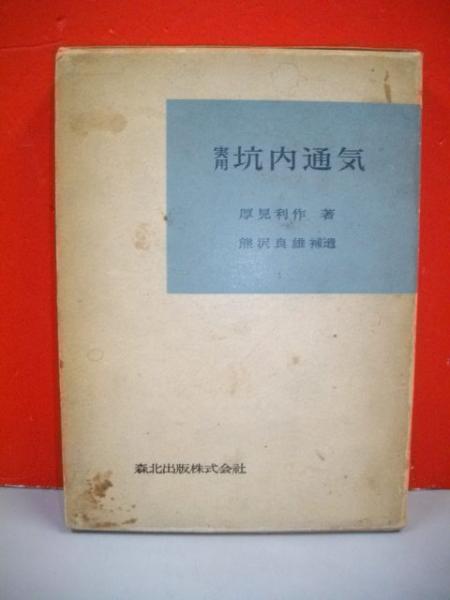 実用 坑内通気
厚見利作 著
熊沢良雄補遺
森北出版株式会社